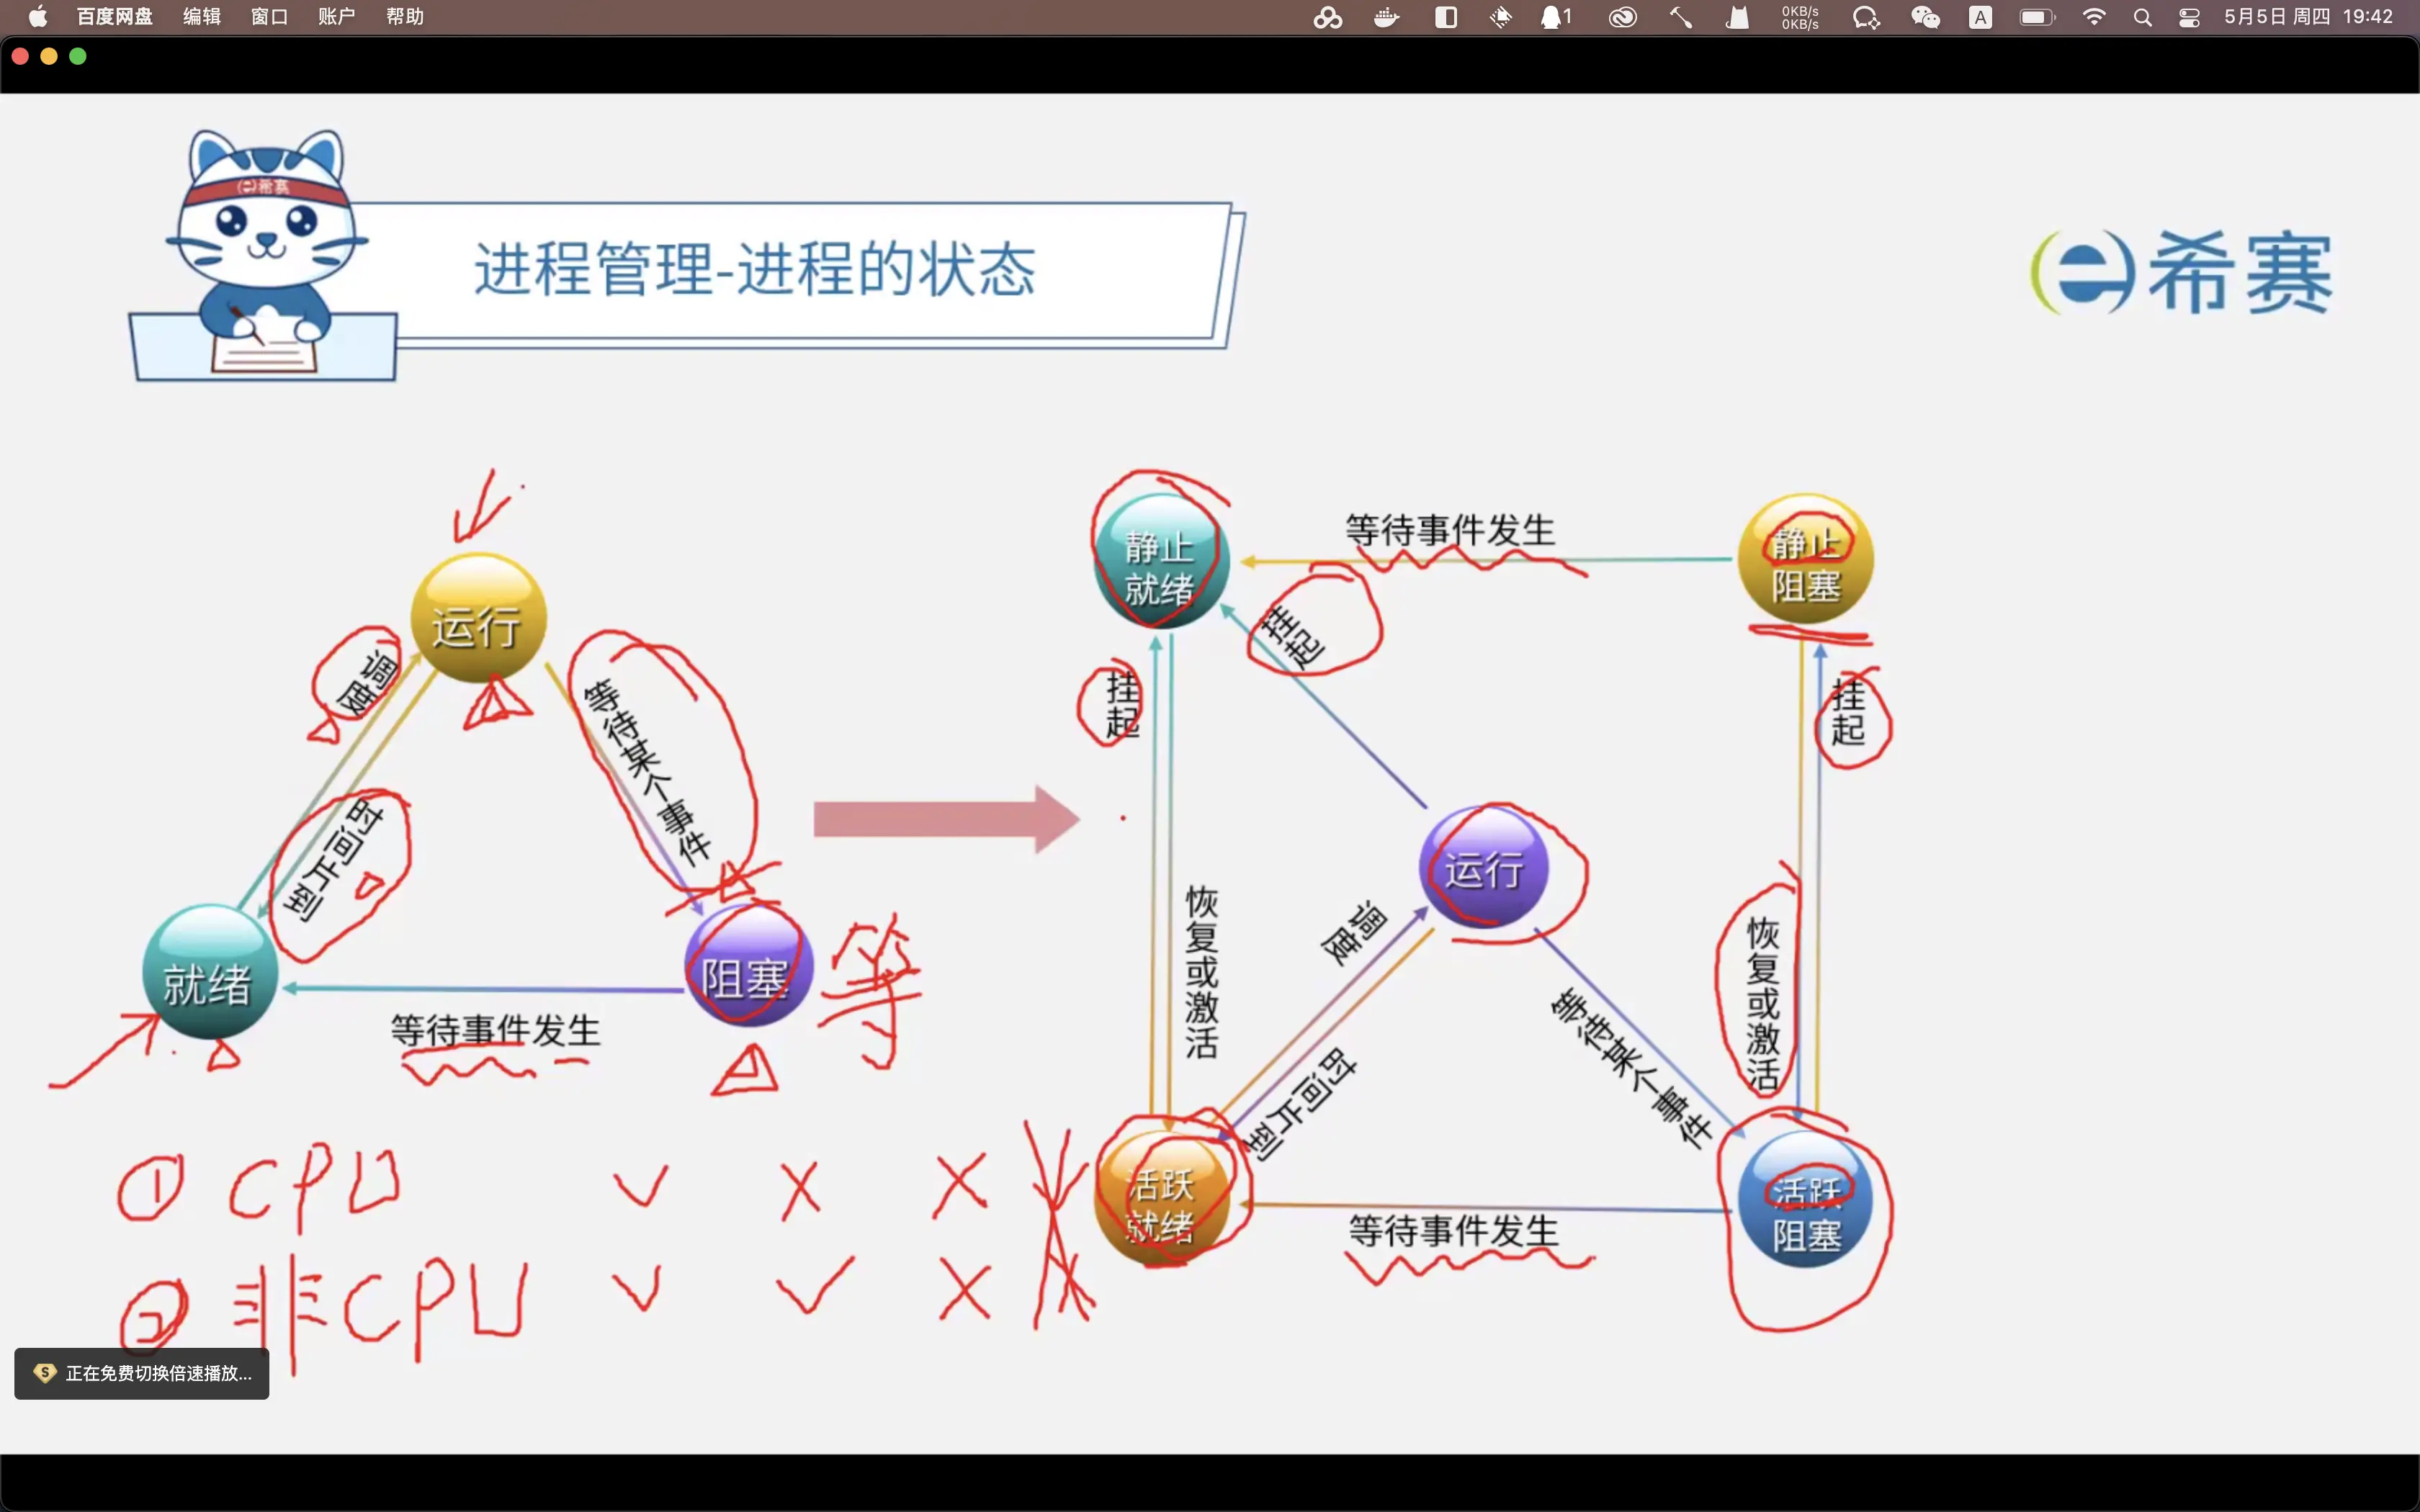 百度网盘 编辑 窗口 账户 帮助
1
0KB/s
0KB/s
A
5月5日 周四 19:42
希赛
进程管理-进程的状态
希赛
运行
调度
时间片到
等待某个事件
就绪
阻塞
等
等待事件发生
① CPU ✓ × ×
② 非CPU ✓ ✓ ×
静止
就绪
等待事件发生
静止
阻塞
挂起
挂起
挂起
运行
恢复或激活
调度
时间片到
等待某个事件
恢复或激活
活跃
就绪
等待事件发生
活跃
阻塞
正在免费切换倍速播放...